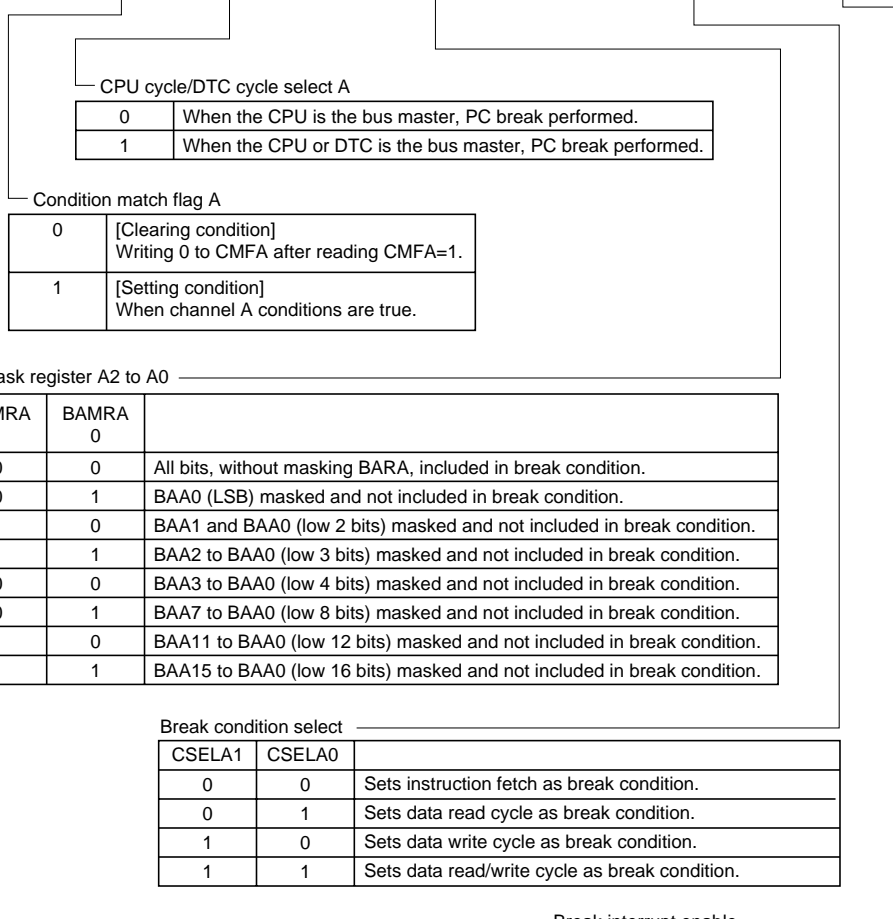 CPU cycle/DTC cycle select A
0 When the CPU is the bus master, PC break performed.
1 When the CPU or DTC is the bus master, PC break performed.
Condition match flag A
0 [Clearing condition]
Writing 0 to CMFA after reading CMFA=1.
1 [Setting condition]
When channel A conditions are true.
register A2 to A0
BAMRA
0
0 All bits, without masking BARA, included in break condition.
1 BAA0 (LSB) masked and not included in break condition.
0 BAA1 and BAA0 (low 2 bits) masked and not included in break condition.
1 BAA2 to BAA0 (low 3 bits) masked and not included in break condition.
0 BAA3 to BAA0 (low 4 bits) masked and not included in break condition.
1 BAA7 to BAA0 (low 8 bits) masked and not included in break condition.
0 BAA11 to BAA0 (low 12 bits) masked and not included in break condition.
1 BAA15 to BAA0 (low 16 bits) masked and not included in break condition.
Break condition select
CSELA1 CSELA0
0 0 Sets instruction fetch as break condition.
0 1 Sets data read cycle as break condition.
1 0 Sets data write cycle as break condition.
1 1 Sets data read/write cycle as break condition.
Break interrupt enable